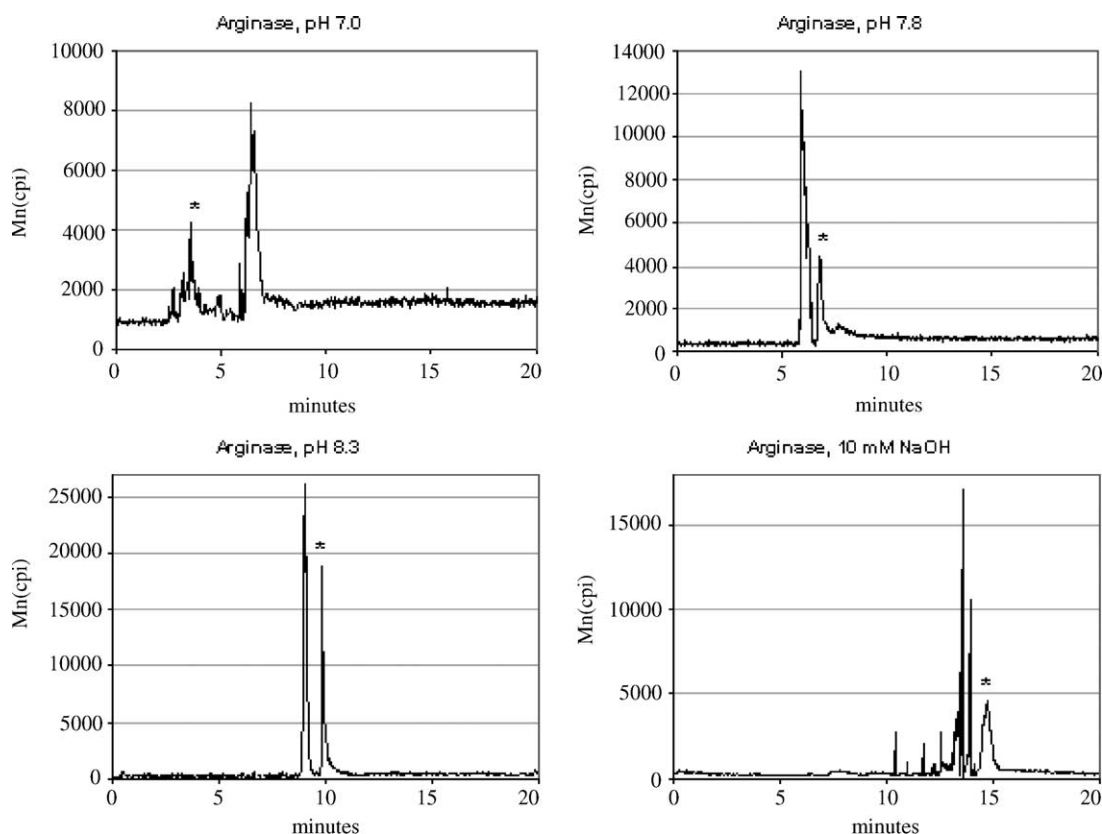 Arginase, pH 7.0
10000
8000
6000
4000
2000
0
Mn(cpi)
*
0 5 10 15 20
minutes
Arginase, pH 7.8
14000
12000
10000
8000
6000
4000
2000
0
Mn(cpi)
*
0 5 10 15 20
minutes
Arginase, pH 8.3
25000
20000
15000
10000
5000
0
Mn(cpi)
*
0 5 10 15 20
minutes
Arginase, 10 mM NaOH
15000
10000
5000
0
Mn(cpi)
*
0 5 10 15 20
minutes